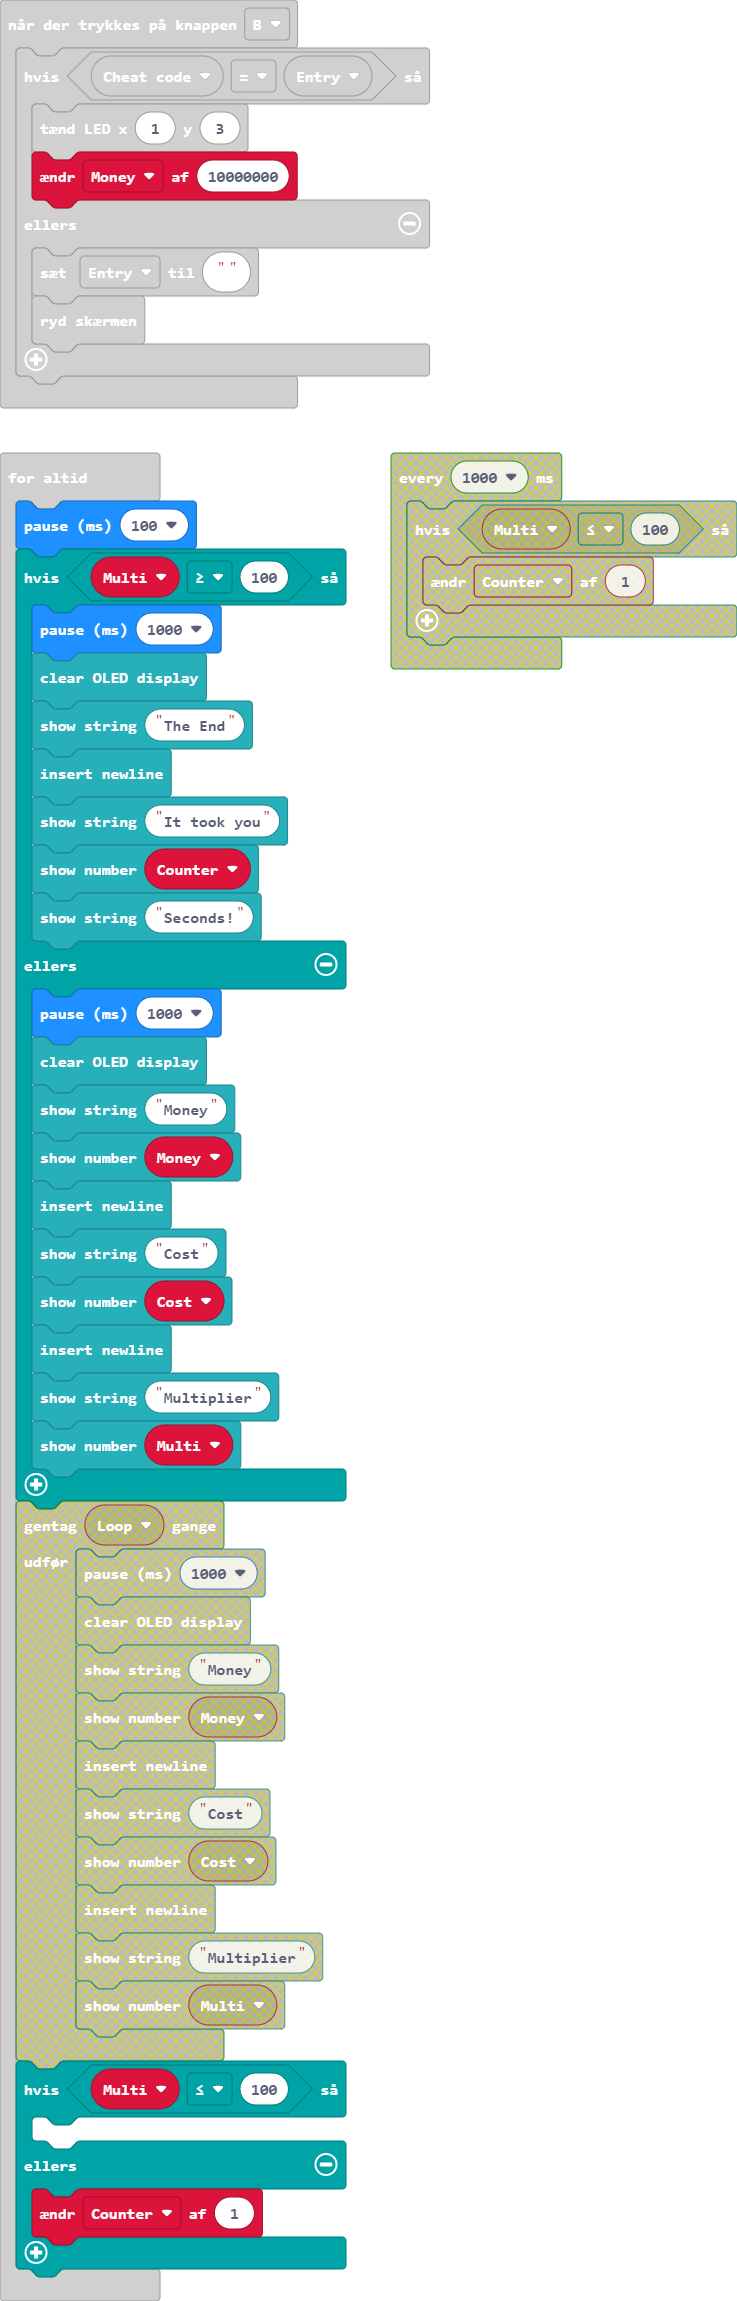 når der trykkes på knappen B
hvis Cheat code = Entry så
tænd LED x 1 y 3
ændr Money af 10000000
ellers
sæt Entry til " "
ryd skærmen
for altid
pause (ms) 100
hvis Multi ≥ 100 så
pause (ms) 1000
clear OLED display
show string "The End"
insert newline
show string "It took you"
show number Counter
show string "Seconds!"
ellers
pause (ms) 1000
clear OLED display
show string "Money"
show number Money
insert newline
show string "Cost"
show number Cost
insert newline
show string "Multiplier"
show number Multi
gentag Loop gange
udfør
pause (ms) 1000
clear OLED display
show string "Money"
show number Money
insert newline
show string "Cost"
show number Cost
insert newline
show string "Multiplier"
show number Multi
hvis Multi ≤ 100 så
ellers
ændr Counter af 1
every 1000 ms
hvis Multi ≤ 100 så
ændr Counter af 1